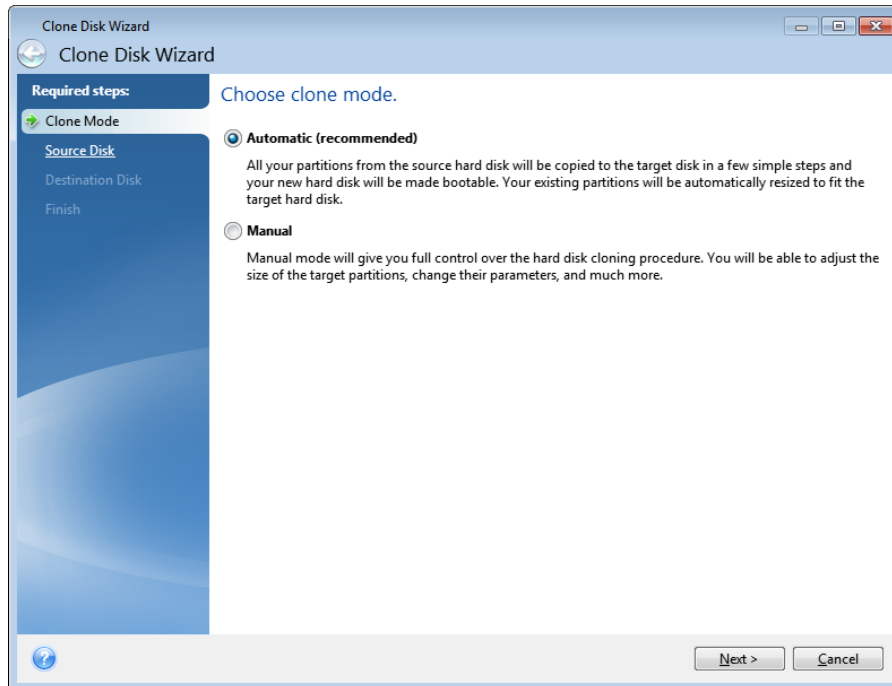 Clone Disk Wizard
Clone Disk Wizard
Required steps:
Clone Mode
Source Disk
Destination Disk
Finish
Choose clone mode.
Automatic (recommended)
All your partitions from the source hard disk will be copied to the target disk in a few simple steps and
your new hard disk will be made bootable. Your existing partitions will be automatically resized to fit the
target hard disk.
Manual
Manual mode will give you full control over the hard disk cloning procedure. You will be able to adjust the
size of the target partitions, change their parameters, and much more.
?
Next >
Cancel